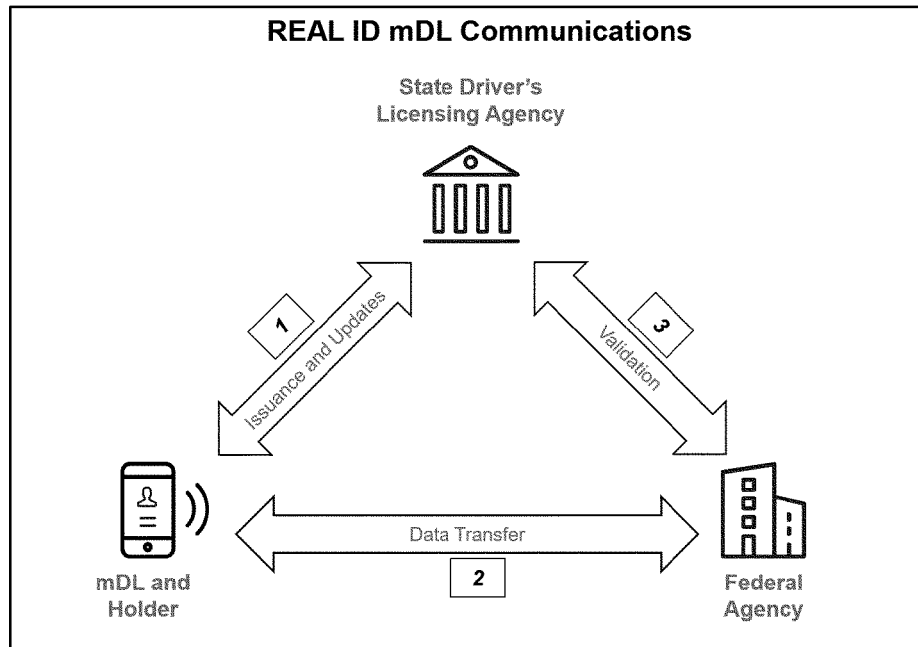 REAL ID mDL Communications
State Driver's
Licensing Agency
1
Issuance and Updates
3
Validation
Data Transfer
2
mDL and
Holder
Federal
Agency